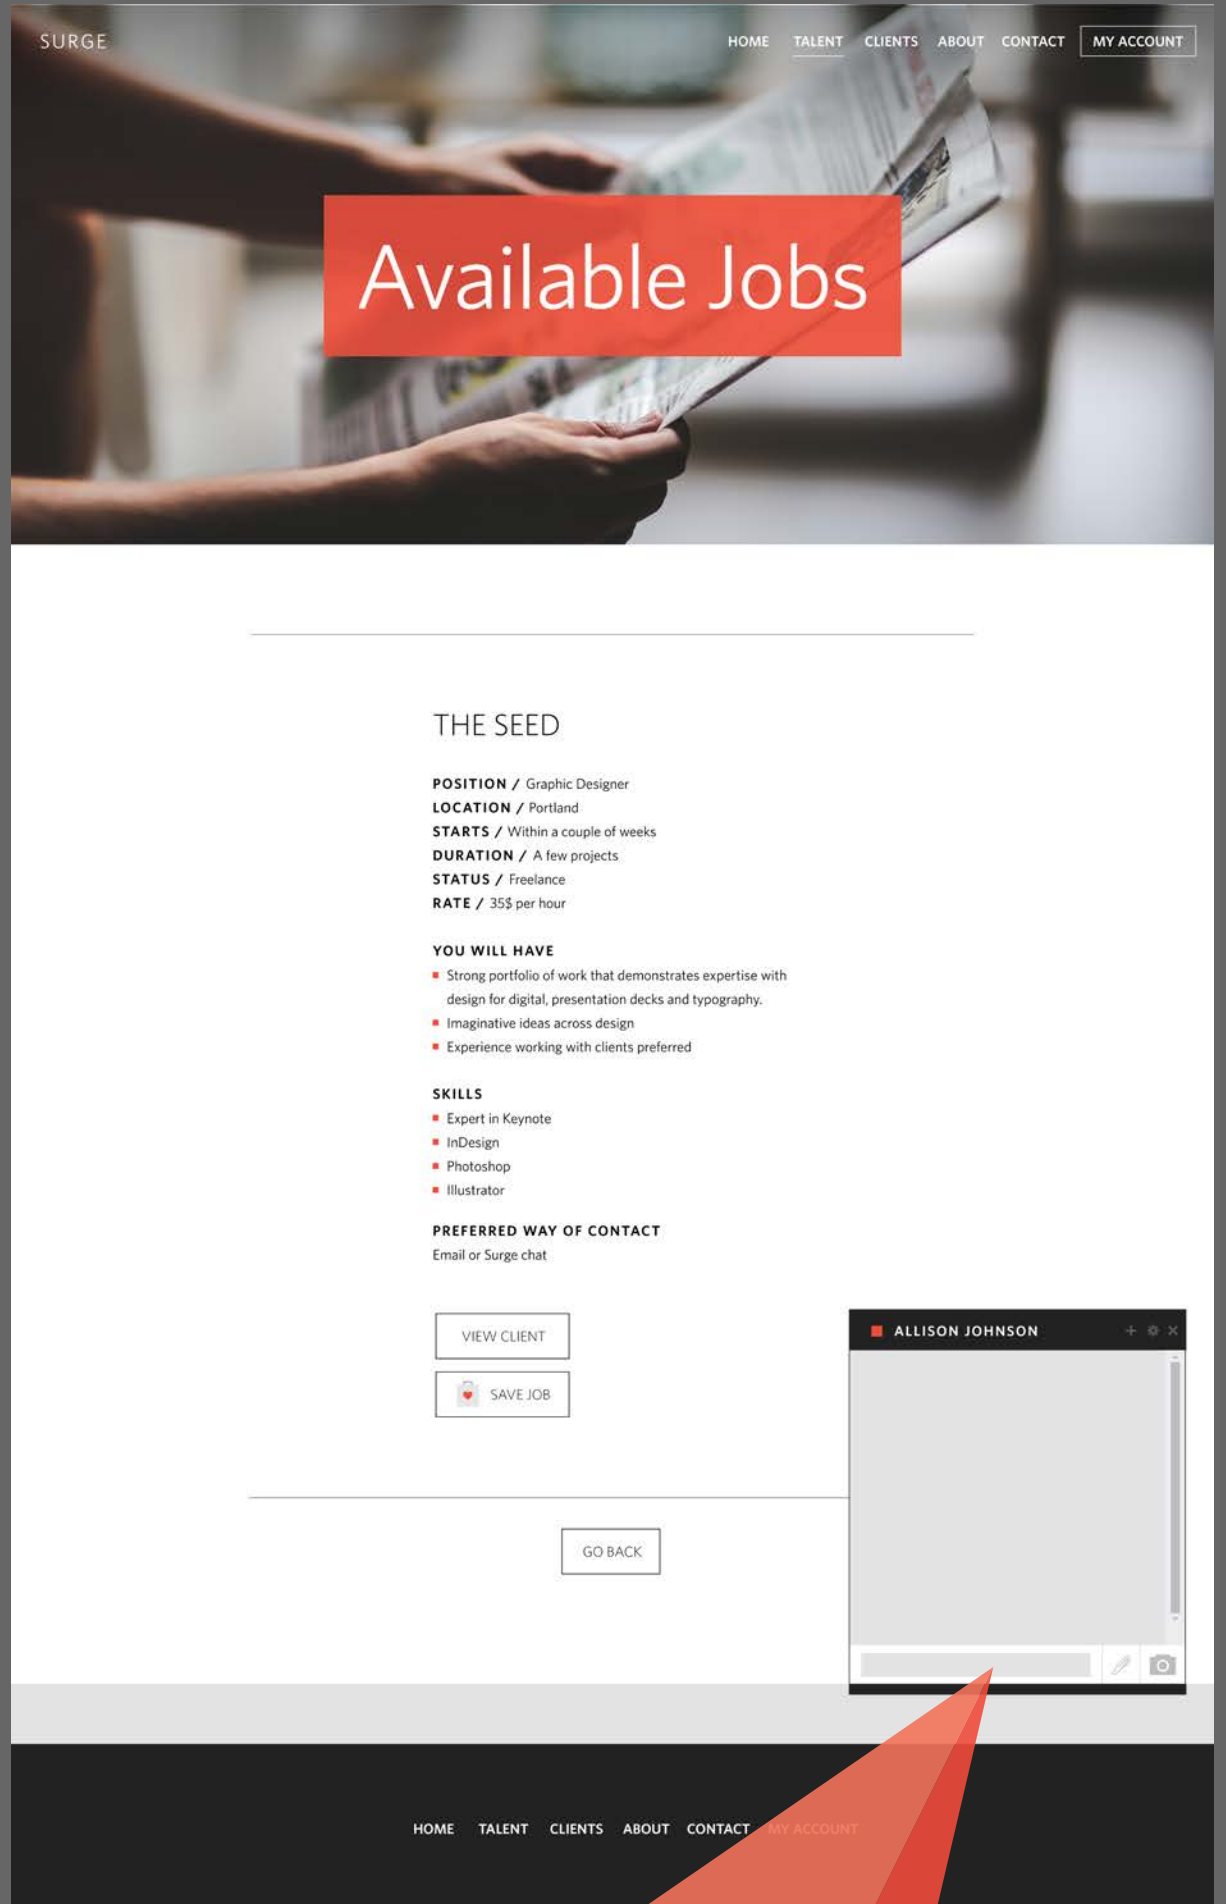 SURGE
HOME TALENT CLIENTS ABOUT CONTACT MY ACCOUNT
Available Jobs
THE SEED
POSITION / Graphic Designer
LOCATION / Portland
STARTS / Within a couple of weeks
DURATION / A few projects
STATUS / Freelance
RATE / 35$ per hour
YOU WILL HAVE
Strong portfolio of work that demonstrates expertise with
design for digital, presentation decks and typography.
Imaginative ideas across design
Experience working with clients preferred
SKILLS
Expert in Keynote
InDesign
Photoshop
Illustrator
PREFERRED WAY OF CONTACT
Email or Surge chat
VIEW CLIENT
SAVE JOB
ALLISON JOHNSON
GO BACK
HOME TALENT CLIENTS ABOUT CONTACT MY ACCOUNT